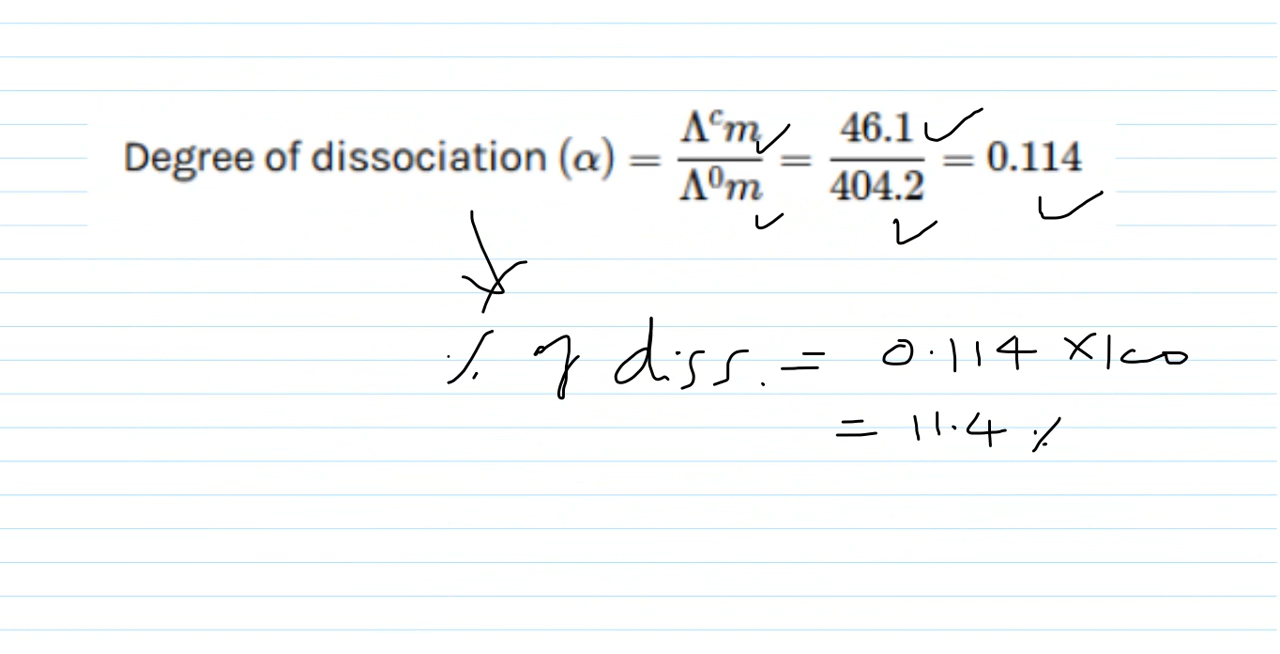 Degree of dissociation (α) = Λᶜm / Λ⁰m = 46.1 / 404.2 = 0.114
% of diss. = 0.114 × 100
= 11.4 %